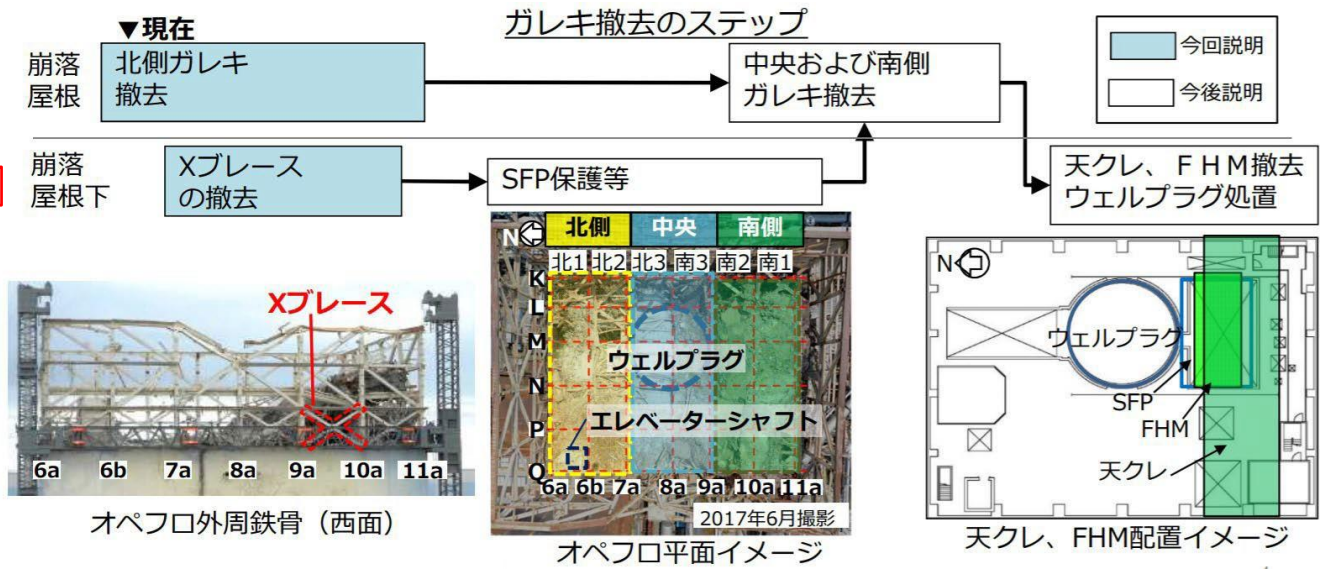 ガレキ撤去のステップ
▼現在
崩落
屋根
北側ガレキ
撤去
中央および南側
ガレキ撤去
今回説明
今後説明
崩落
屋根下
Xブレース
の撤去
SFP保護等
天クレ、FHM撤去
ウェルプラグ処置
Xブレース
6a 6b 7a 8a 9a 10a 11a
オペフロ外周鉄骨(西面)
N 北側 中央 南側
北1 北2 北3 南3 南2 南1
K
L
M
ウェルプラグ
N
エレベーターシャフト
P
Q
6a 6b 7a 8a 9a 10a 11a
2017年6月撮影
オペフロ平面イメージ
N
ウェルプラグ
SFP
FHM
天クレ
天クレ、FHM配置イメージ